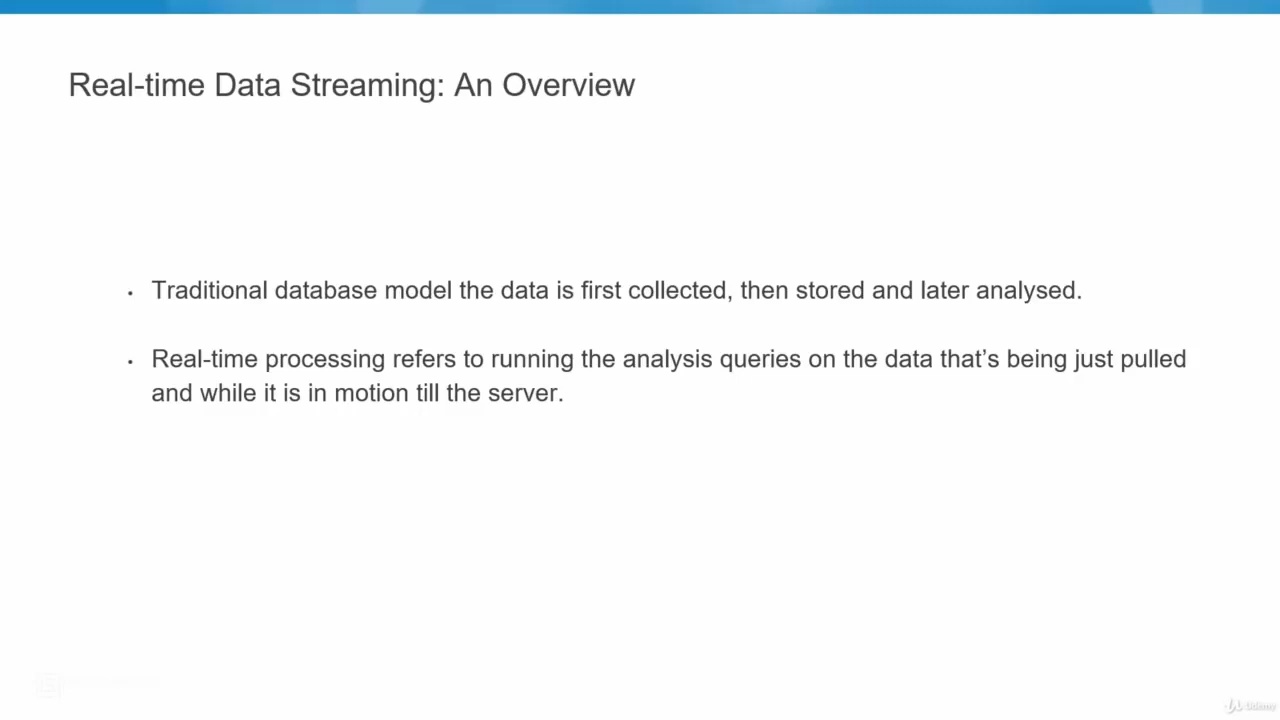 Real-time Data Streaming: An Overview
• Traditional database model the data is first collected, then stored and later analysed.
• Real-time processing refers to running the analysis queries on the data that’s being just pulled
and while it is in motion till the server.
Udemy